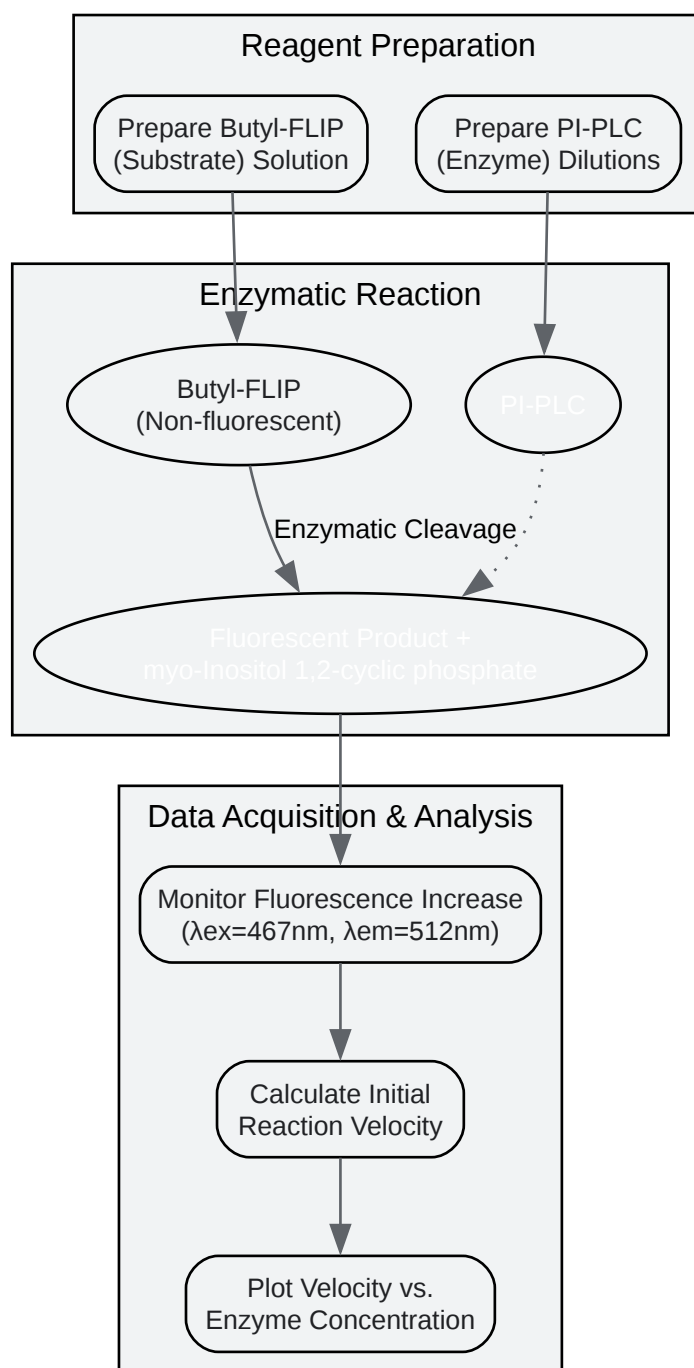 Reagent Preparation
Prepare Butyl-FLIP
(Substrate) Solution
Prepare PI-PLC
(Enzyme) Dilutions
Enzymatic Reaction
Butyl-FLIP
(Non-fluorescent)
PI-PLC
Enzymatic Cleavage
Fluorescent Product +
myo-Inositol 1,2-cyclic phosphate
Data Acquisition & Analysis
Monitor Fluorescence Increase
(λex=467nm, λem=512nm)
Calculate Initial
Reaction Velocity
Plot Velocity vs.
Enzyme Concentration